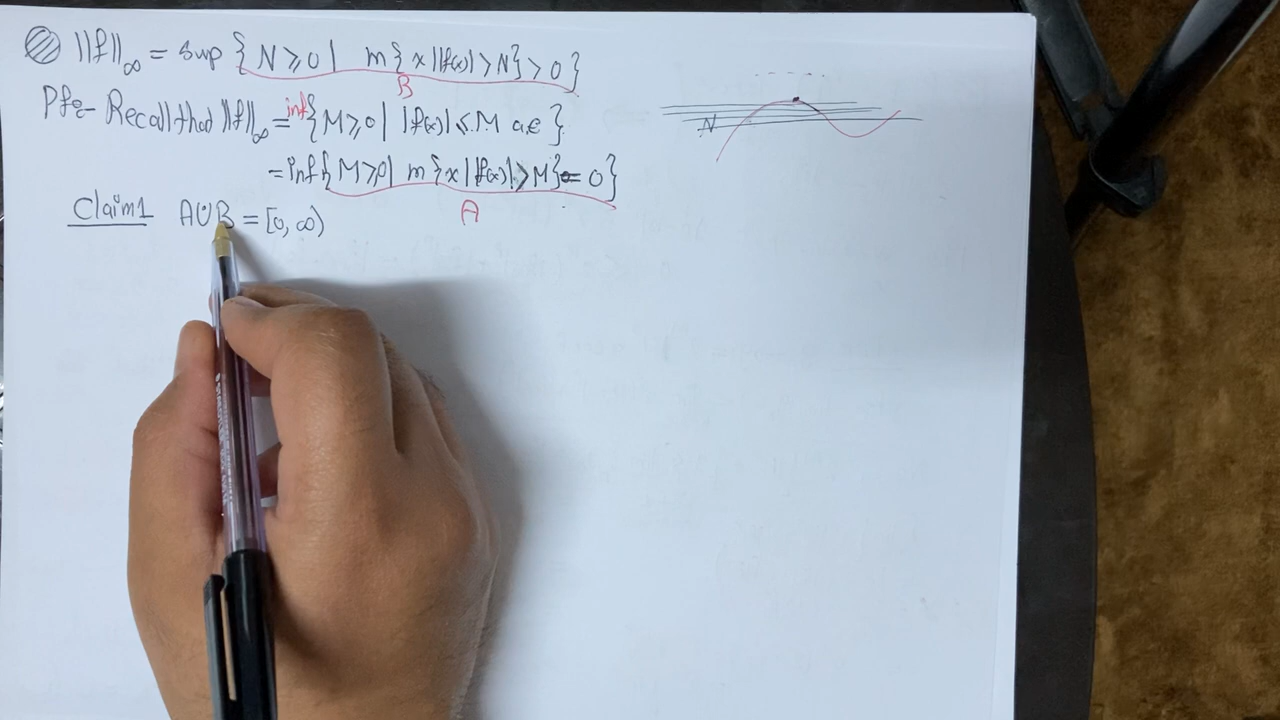 ||f||∞ = sup { N ≥ 0 | m{ x | |f(x)| > N} > 0 }
B
Pf:- Recall that ||f||∞ = inf { M ≥ 0 | |f(x)| ≤ M a.e }
= inf { M ≥ 0 | m{ x | |f(x)| > M} = 0 }
A
Claim 1 A ∪ B = [0, ∞)
N